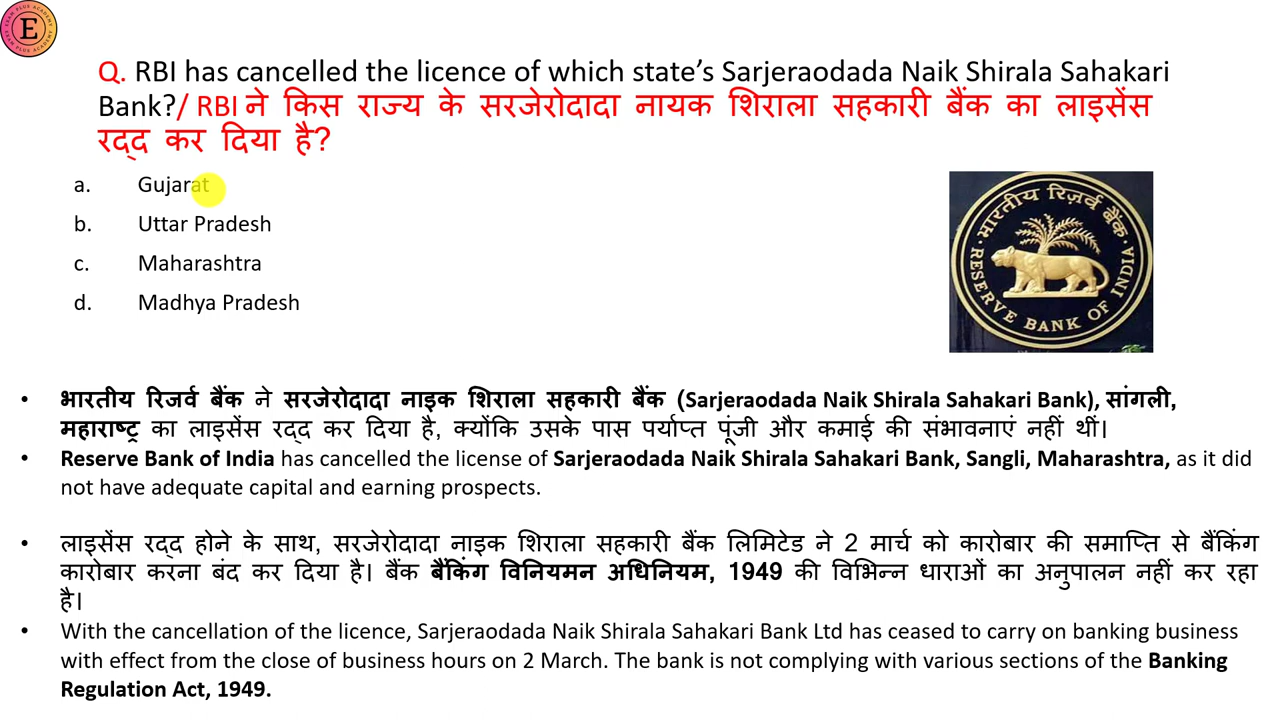 E
EXAM PLUS ACADEMY
Q. RBI has cancelled the licence of which state’s Sarjeraodada Naik Shirala Sahakari
Bank?/ RBI ने किस राज्य के सरजेरोदादा नायक शिराला सहकारी बैंक का लाइसेंस
रद्द कर दिया है?
a. Gujarat
b. Uttar Pradesh
c. Maharashtra
d. Madhya Pradesh
भारतीय रिज़र्व बैंक
RESERVE BANK OF INDIA
• भारतीय रिजर्व बैंक ने सरजेरोदादा नाइक शिराला सहकारी बैंक (Sarjeraodada Naik Shirala Sahakari Bank), सांगली,
महाराष्ट्र का लाइसेंस रद्द कर दिया है, क्योंकि उसके पास पर्याप्त पूंजी और कमाई की संभावनाएं नहीं थीं।
• Reserve Bank of India has cancelled the license of Sarjeraodada Naik Shirala Sahakari Bank, Sangli, Maharashtra, as it did
not have adequate capital and earning prospects.
• लाइसेंस रद्द होने के साथ, सरजेरोदादा नाइक शिराला सहकारी बैंक लिमिटेड ने 2 मार्च को कारोबार की समाप्ति से बैंकिंग
कारोबार करना बंद कर दिया है। बैंक बैंकिंग विनियमन अधिनियम, 1949 की विभिन्न धाराओं का अनुपालन नहीं कर रहा
है।
• With the cancellation of the licence, Sarjeraodada Naik Shirala Sahakari Bank Ltd has ceased to carry on banking business
with effect from the close of business hours on 2 March. The bank is not complying with various sections of the Banking
Regulation Act, 1949.